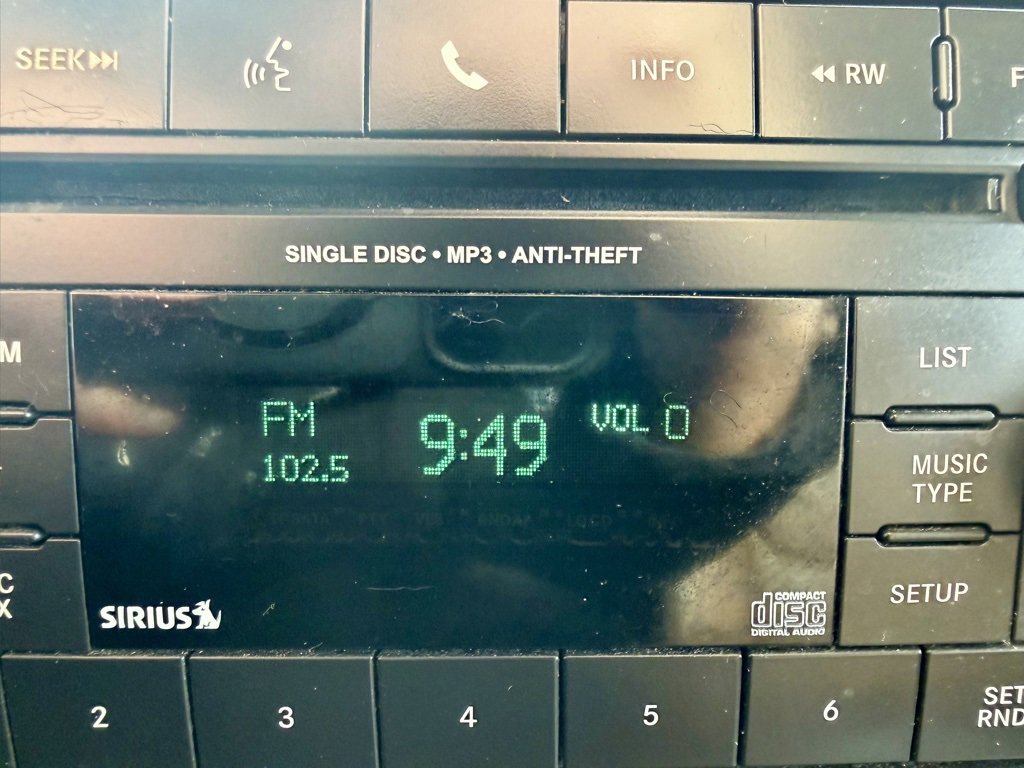 SEEK
INFO
RW
F
SINGLE DISC • MP3 • ANTI-THEFT
M
LIST
FM
9:49
VOL 0
102.5
MUSIC
TYPE
C
X
SETUP
SIRIUS
COMPACT
disc
DIGITAL AUDIO
2
3
4
5
6
SET
RND